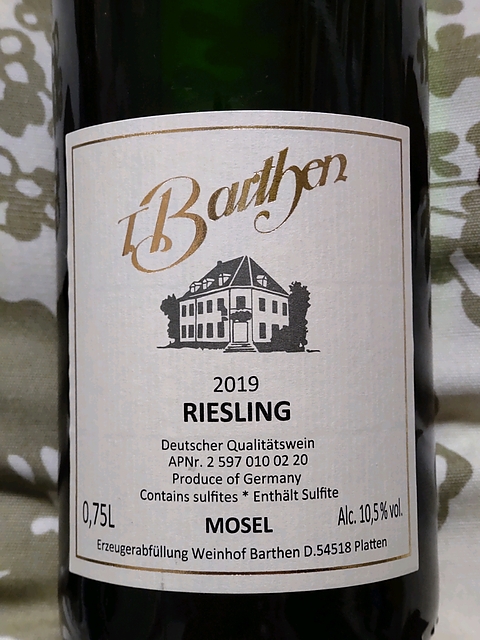 T. Barthen
2019
RIESLING
Deutscher Qualitätswein
APNr. 2 597 010 02 20
Produce of Germany
Contains sulfites * Enthält Sulfite
0,75L
MOSEL
Alc. 10,5 % vol.
Erzeugerabfüllung Weinhof Barthen D.54518 Platten